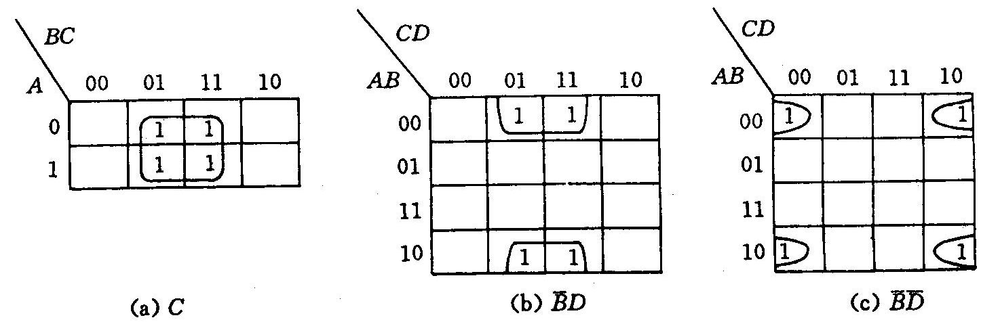 BC
A 00 01 11 10
0 1 1
1 1 1
(a) C
CD
AB 00 01 11 10
00 1 1
01
11
10 1 1
(b) B̅D
CD
AB 00 01 11 10
00 1 1
01
11
10 1 1
(c) B̅D̅